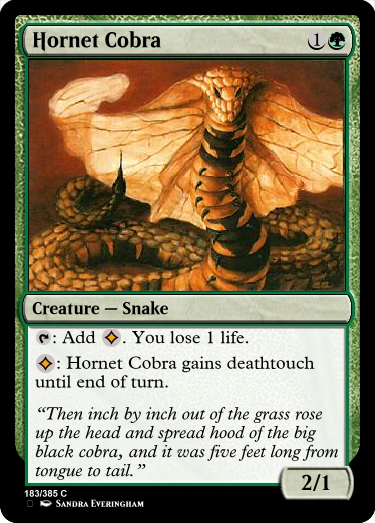 Hornet Cobra 1
: Add . You lose 1 life.
Creature — Snake
: Hornet Cobra gains deathtouch
until end of turn.
“Then inch by inch out of the grass rose
up the head and spread hood of the big
black cobra, and it was five feet long from
tongue to tail.”
2/1
183/385 C
Sandra Everingham